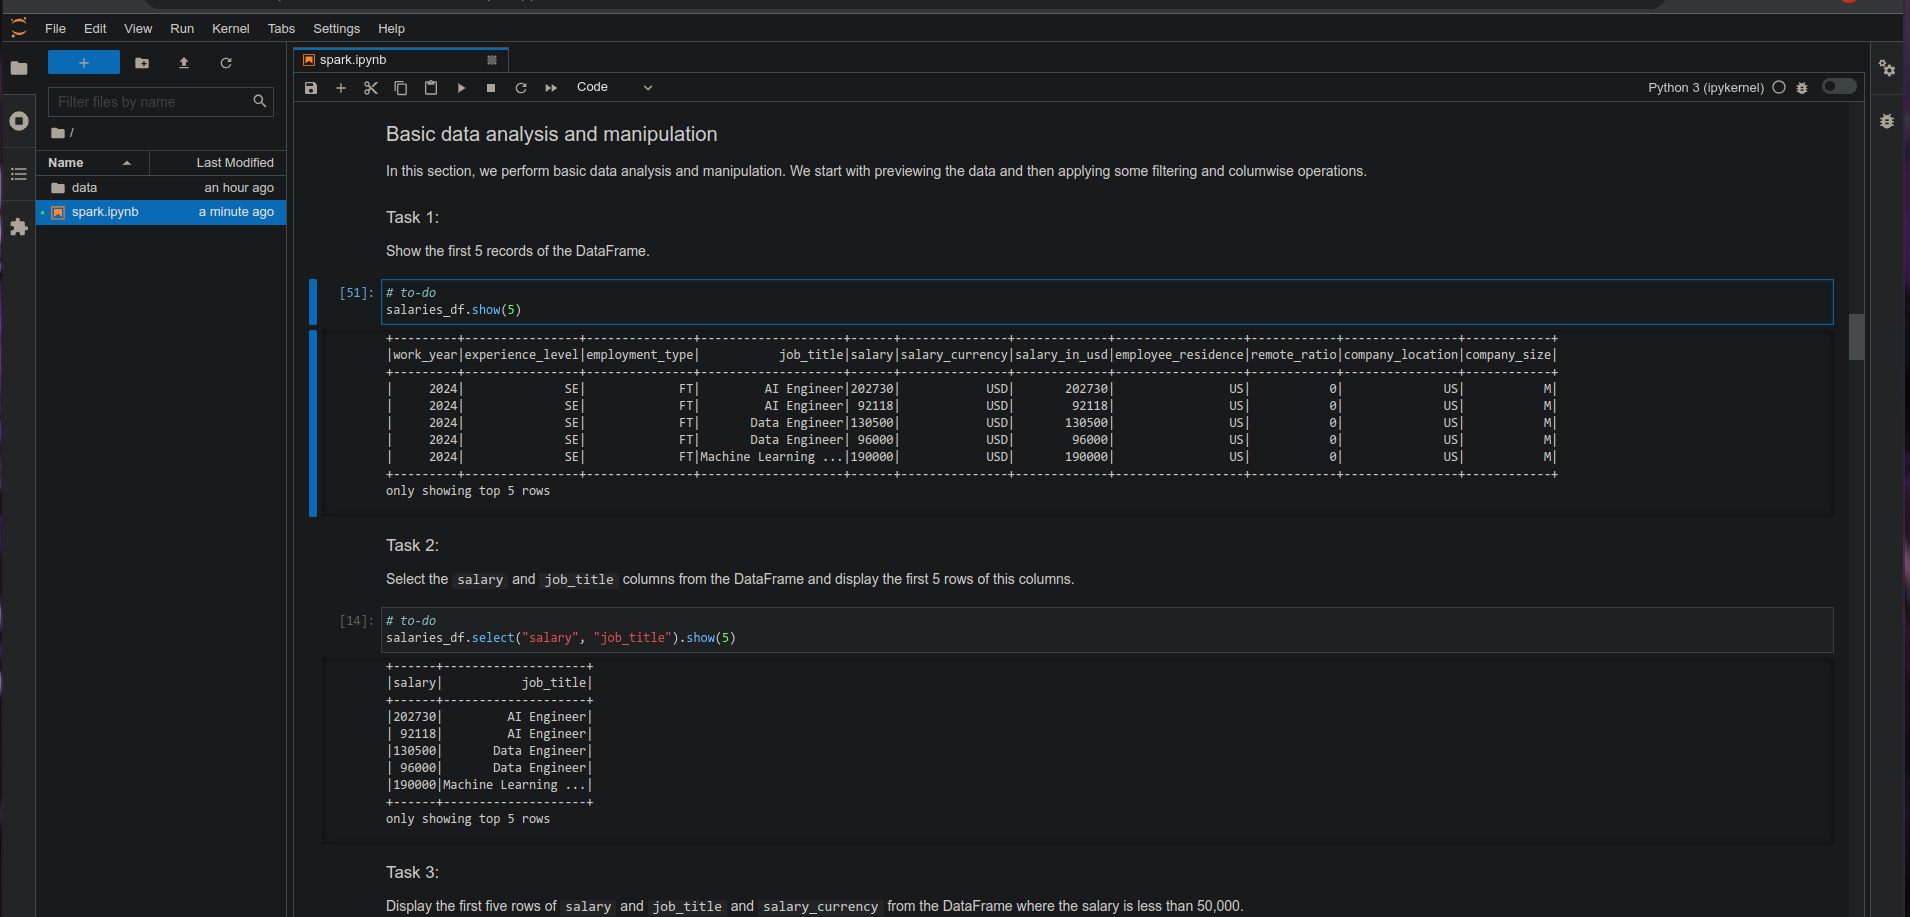 File Edit View Run Kernel Tabs Settings Help
spark.ipynb
Filter files by name
/
Name Last Modified
data an hour ago
spark.ipynb a minute ago
Code
Python 3 (ipykernel)
Basic data analysis and manipulation
In this section, we perform basic data analysis and manipulation. We start with previewing the data and then applying some filtering and columwise operations.
Task 1:
Show the first 5 records of the DataFrame.
[51]: # to-do
salaries_df.show(5)
+---------+----------------+---------------+--------------------+------+---------------+-------------+------------------+------------+----------------+------------+
|work_year|experience_level|employment_type|           job_title|salary|salary_currency|salary_in_usd|employee_residence|remote_ratio|company_location|company_size|
+---------+----------------+---------------+--------------------+------+---------------+-------------+------------------+------------+----------------+------------+
|     2024|              SE|             FT|         AI Engineer|202730|            USD|       202730|                US|           0|              US|           M|
|     2024|              SE|             FT|         AI Engineer| 92118|            USD|        92118|                US|           0|              US|           M|
|     2024|              SE|             FT|       Data Engineer|130500|            USD|       130500|                US|           0|              US|           M|
|     2024|              SE|             FT|       Data Engineer| 96000|            USD|        96000|                US|           0|              US|           M|
|     2024|              SE|             FT|Machine Learning ...|190000|            USD|       190000|                US|           0|              US|           M|
+---------+----------------+---------------+--------------------+------+---------------+-------------+------------------+------------+----------------+------------+
only showing top 5 rows
Task 2:
Select the salary and job_title columns from the DataFrame and display the first 5 rows of this columns.
[14]: # to-do
salaries_df.select("salary", "job_title").show(5)
+------+--------------------+
|salary|           job_title|
+------+--------------------+
|202730|         AI Engineer|
| 92118|         AI Engineer|
|130500|       Data Engineer|
| 96000|       Data Engineer|
|190000|Machine Learning ...|
+------+--------------------+
only showing top 5 rows
Task 3:
Display the first five rows of salary and job_title and salary_currency from the DataFrame where the salary is less than 50,000.